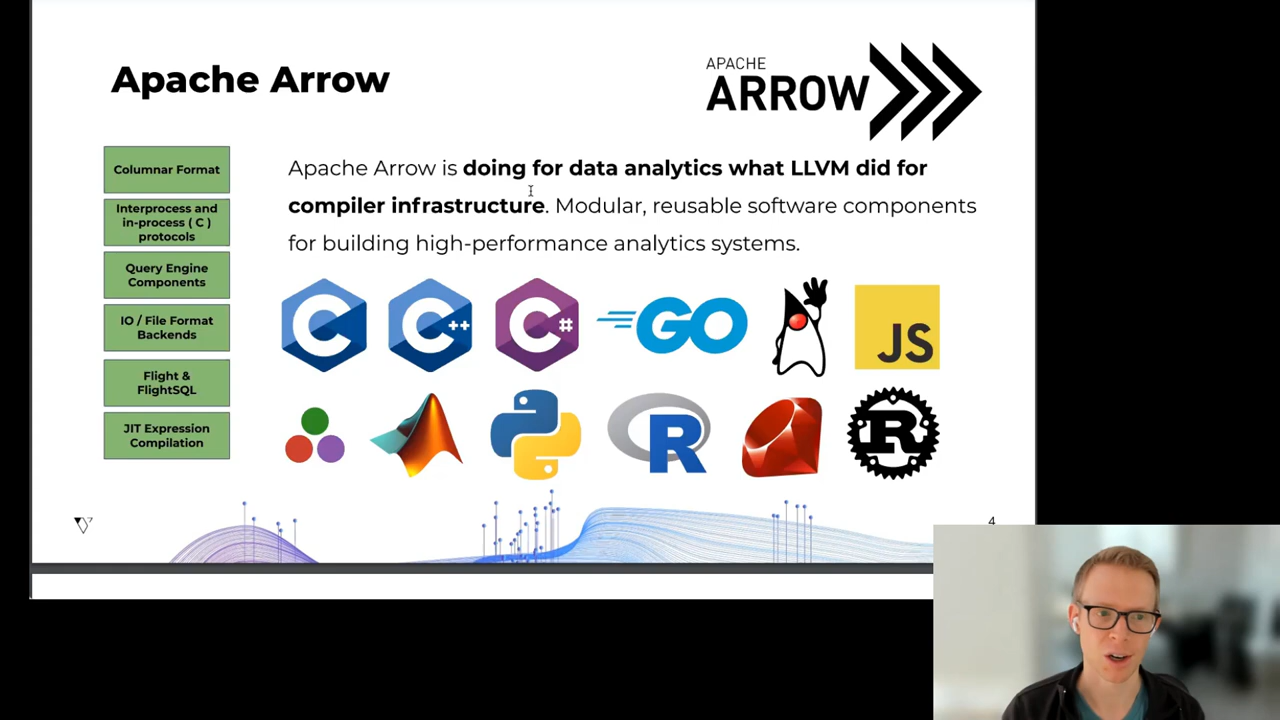 Apache Arrow
APACHE
ARROW
Columnar Format
Interprocess and
in-process ( C )
protocols
Query Engine
Components
IO / File Format
Backends
Flight &
FlightSQL
JIT Expression
Compilation
Apache Arrow is doing for data analytics what LLVM did for
compiler infrastructure. Modular, reusable software components
for building high-performance analytics systems.
C
C++
C#
GO
JS
R
R
4